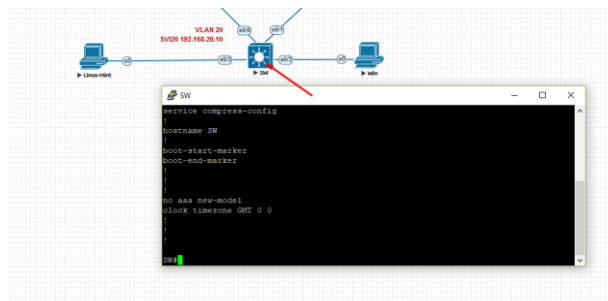 VLAN 20
SVI20 192.168.20.10
e0/0
e0/1
e0
e0/3
e0/2
e0
Linux-Mint
SW
Win
SW
service compress-config
!
hostname SW
!
boot-start-marker
boot-end-marker
!
!
!
no aaa new-model
clock timezone GMT 0 0
!
!
!
SW#